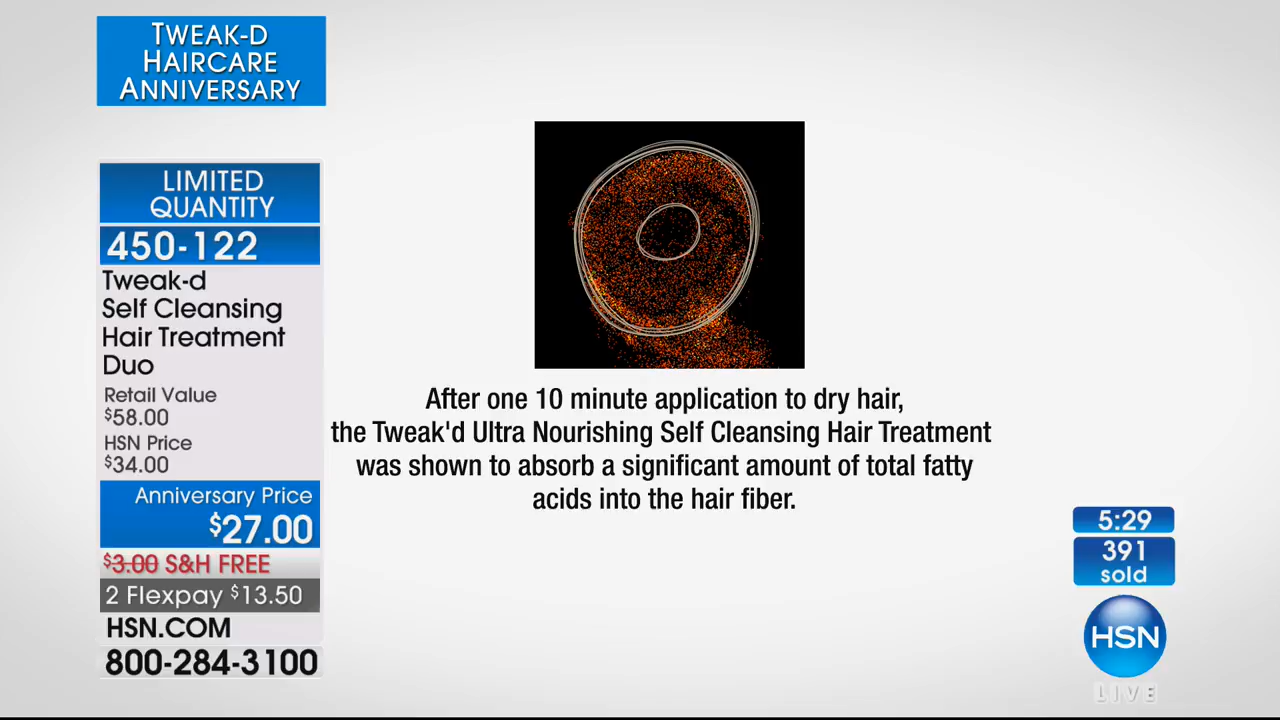 TWEAK-D
HAIRCARE
ANNIVERSARY
LIMITED
QUANTITY
450-122
Tweak-d
Self Cleansing
Hair Treatment
Duo
Retail Value
$58.00
HSN Price
$34.00
Anniversary Price
$27.00
$3.00 S&H FREE
2 Flexpay $13.50
HSN.COM
800-284-3100
After one 10 minute application to dry hair,
the Tweak'd Ultra Nourishing Self Cleansing Hair Treatment
was shown to absorb a significant amount of total fatty
acids into the hair fiber.
5:29
391
sold
HSN
LIVE